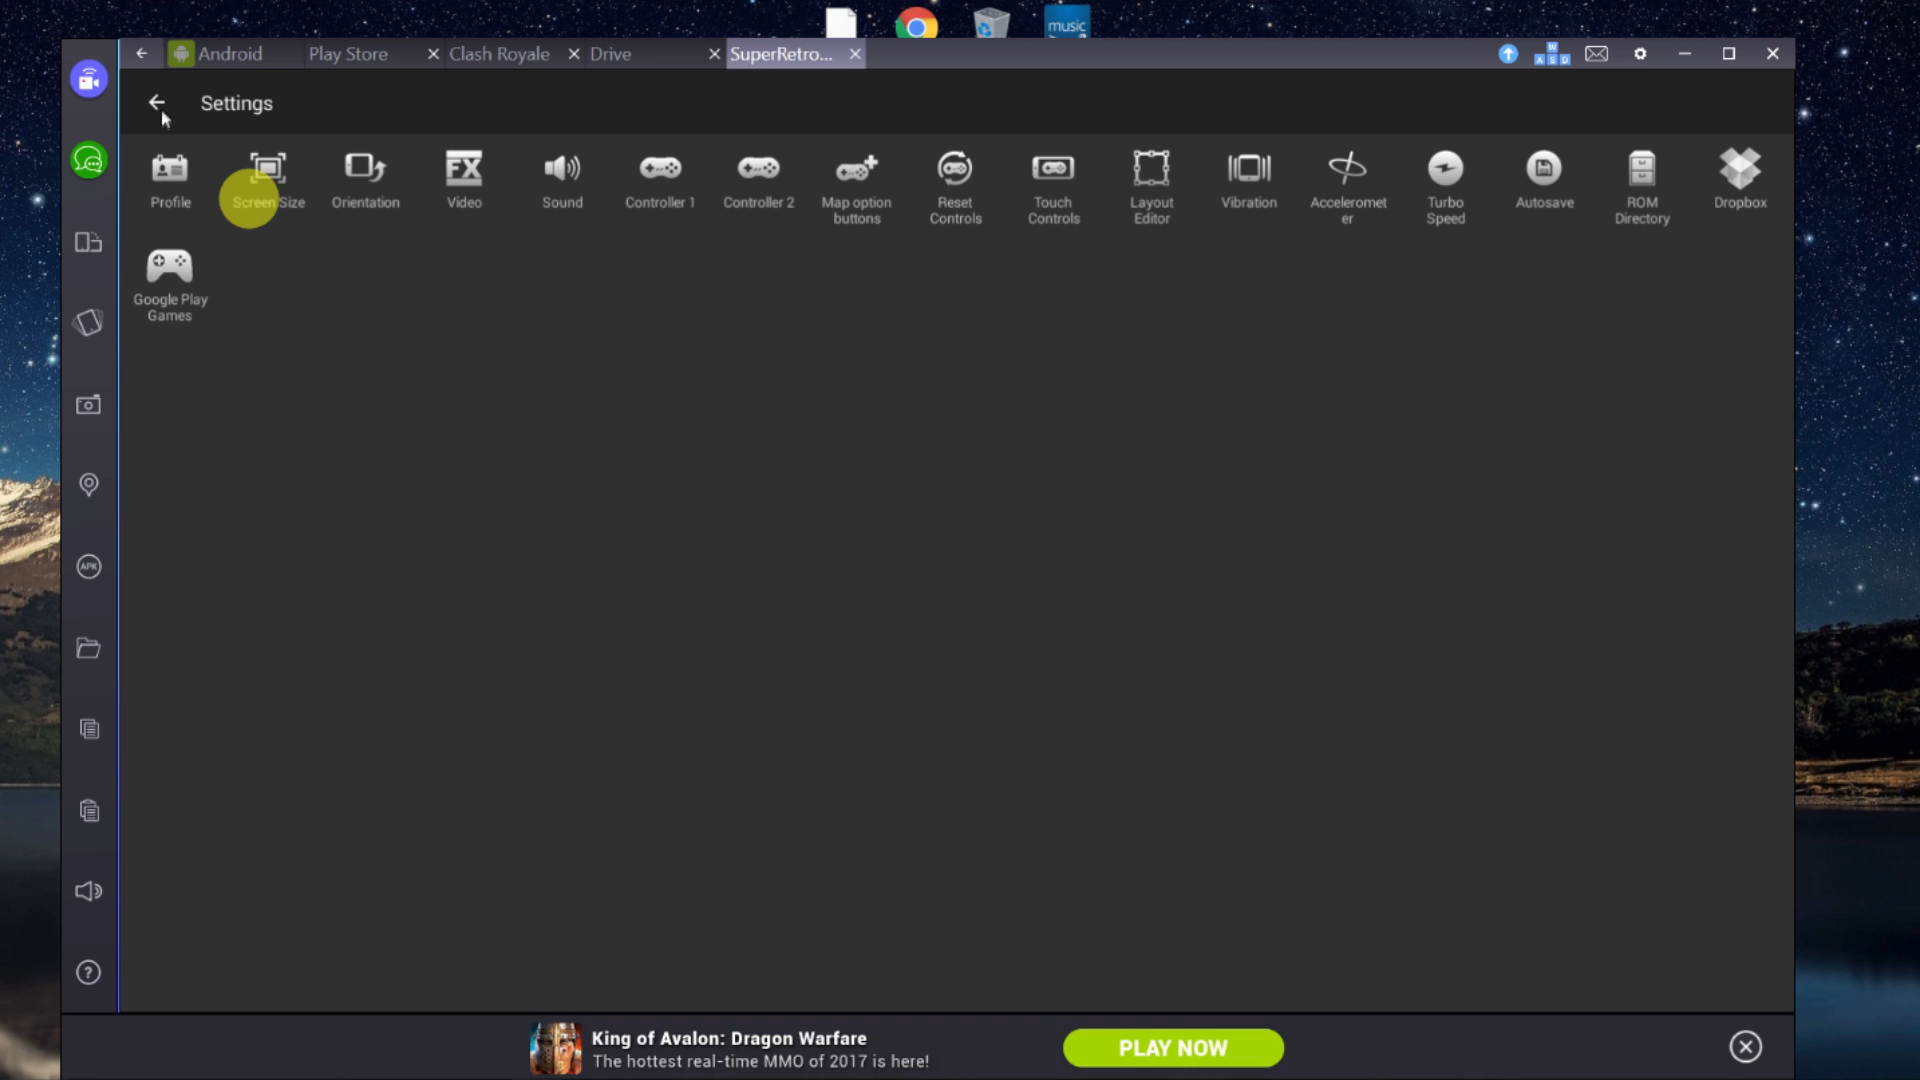 music
Android
Play Store
Clash Royale
Drive
SuperRetro...
W
A S D
Settings
Profile
Screen Size
Orientation
Video
Sound
Controller 1
Controller 2
Map option
buttons
Reset
Controls
Touch
Controls
Layout
Editor
Vibration
Acceleromet
er
Turbo
Speed
Autosave
ROM
Directory
Dropbox
FX
Google Play
Games
APK
?
King of Avalon: Dragon Warfare
The hottest real-time MMO of 2017 is here!
PLAY NOW